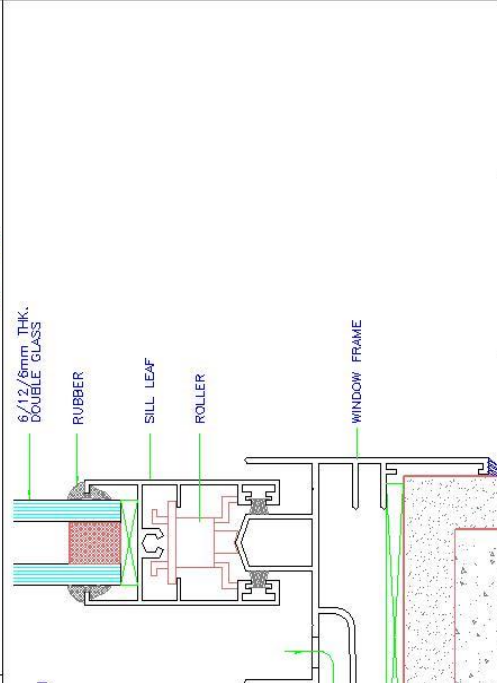 6/12/6mm THK.
DOUBLE GLASS
RUBBER
SILL LEAF
ROLLER
WINDOW FRAME